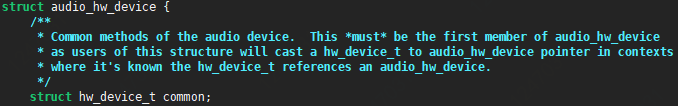 struct audio_hw_device {
    /**
     * Common methods of the audio device.  This *must* be the first member of audio_hw_device
     * as users of this structure will cast a hw_device_t to audio_hw_device pointer in contexts
     * where it's known the hw_device_t references an audio_hw_device.
     */
    struct hw_device_t common;